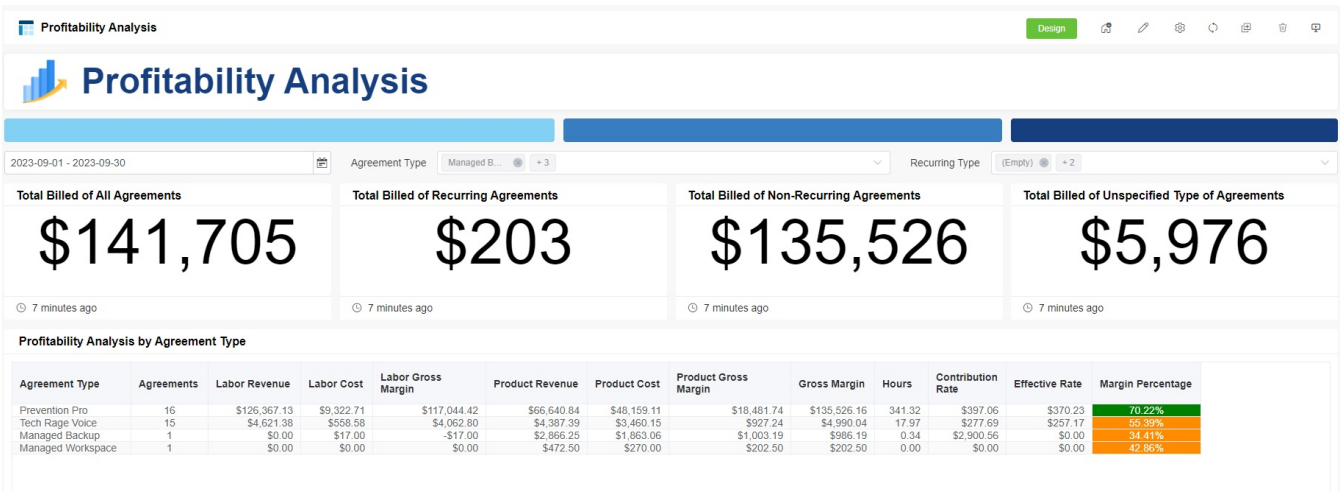 Profitability Analysis
Design
Profitability Analysis
2023-09-01 - 2023-09-30
Agreement Type
Managed B...
+ 3
Recurring Type
(Empty)
+ 2
Total Billed of All Agreements
Total Billed of Recurring Agreements
Total Billed of Non-Recurring Agreements
Total Billed of Unspecified Type of Agreements
$141,705
$203
$135,526
$5,976
7 minutes ago
7 minutes ago
7 minutes ago
7 minutes ago
Profitability Analysis by Agreement Type
Agreement Type Agreements Labor Revenue Labor Cost Labor Gross Margin Product Revenue Product Cost Product Gross Margin Gross Margin Hours Contribution Rate Effective Rate Margin Percentage
Prevention Pro 16 $126,367.13 $9,322.71 $117,044.42 $66,640.84 $48,159.11 $18,481.74 $135,526.16 341.32 $397.06 $370.23 70.22%
Tech Rage Voice 15 $4,621.38 $558.58 $4,062.80 $4,387.39 $3,460.15 $927.24 $4,990.04 17.97 $277.69 $257.17 55.39%
Managed Backup 1 $0.00 $17.00 -$17.00 $2,866.25 $1,863.06 $1,003.19 $986.19 0.34 $2,900.56 $0.00 34.41%
Managed Workspace 1 $0.00 $0.00 $0.00 $472.50 $270.00 $202.50 $202.50 0.00 $0.00 $0.00 42.86%